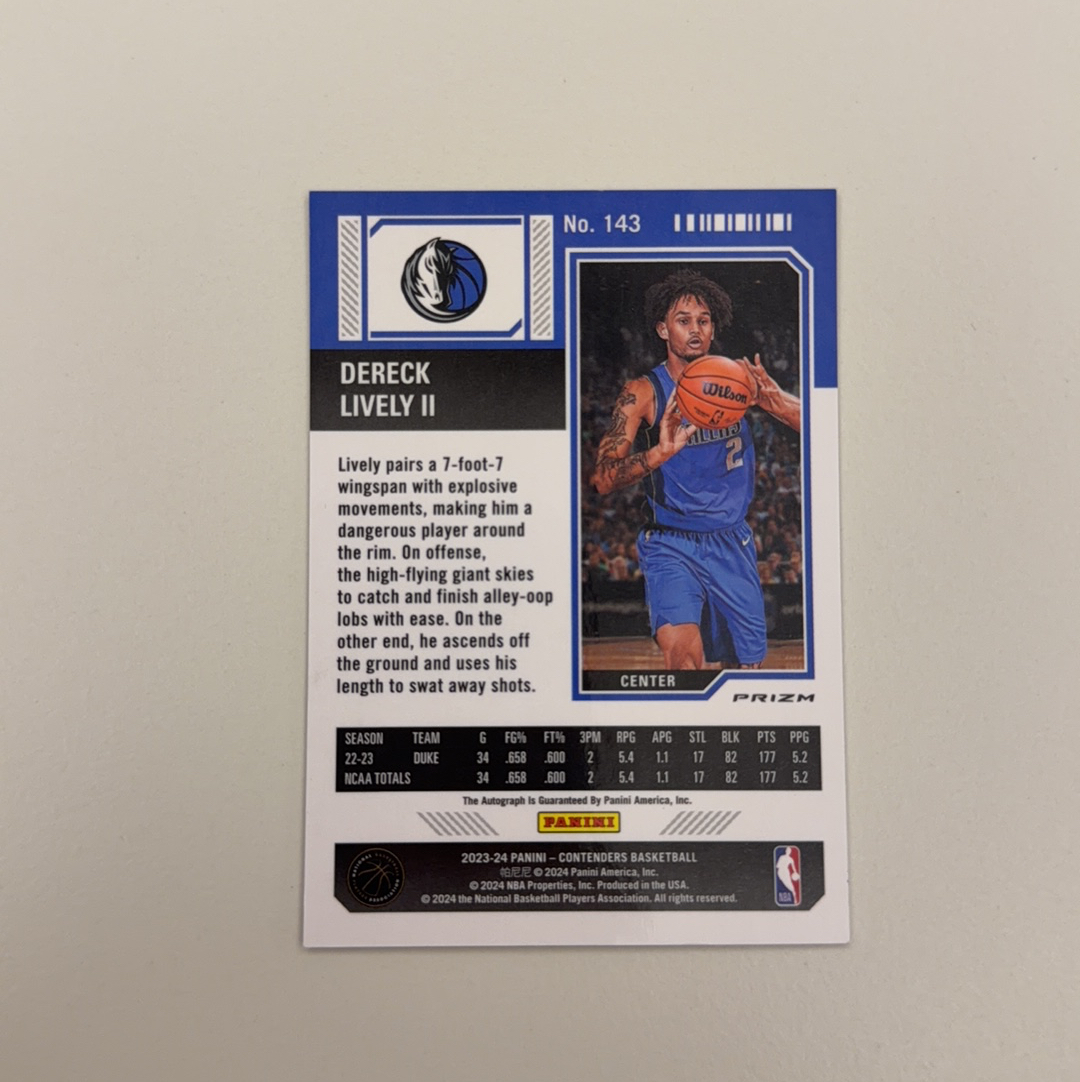 No. 143
DERECK
LIVELY II
Lively pairs a 7-foot-7
wingspan with explosive
movements, making him a
dangerous player around
the rim. On offense,
the high-flying giant skies
to catch and finish alley-oop
lobs with ease. On the
other end, he ascends off
the ground and uses his
length to swat away shots.
Wilson
2
CENTER
PRIZM
SEASON TEAM G FG% FT% 3PM RPG APG STL BLK PTS PPG
22-23 DUKE 34 .658 .600 2 5.4 1.1 17 82 177 5.2
NCAA TOTALS 34 .658 .600 2 5.4 1.1 17 82 177 5.2
The Autograph Is Guaranteed By Panini America, Inc.
PANINI
2023-24 PANINI – CONTENDERS BASKETBALL
帕尼尼 © 2024 Panini America, Inc.
© 2024 NBA Properties, Inc. Produced in the USA.
© 2024 the National Basketball Players Association. All rights reserved.
NBA